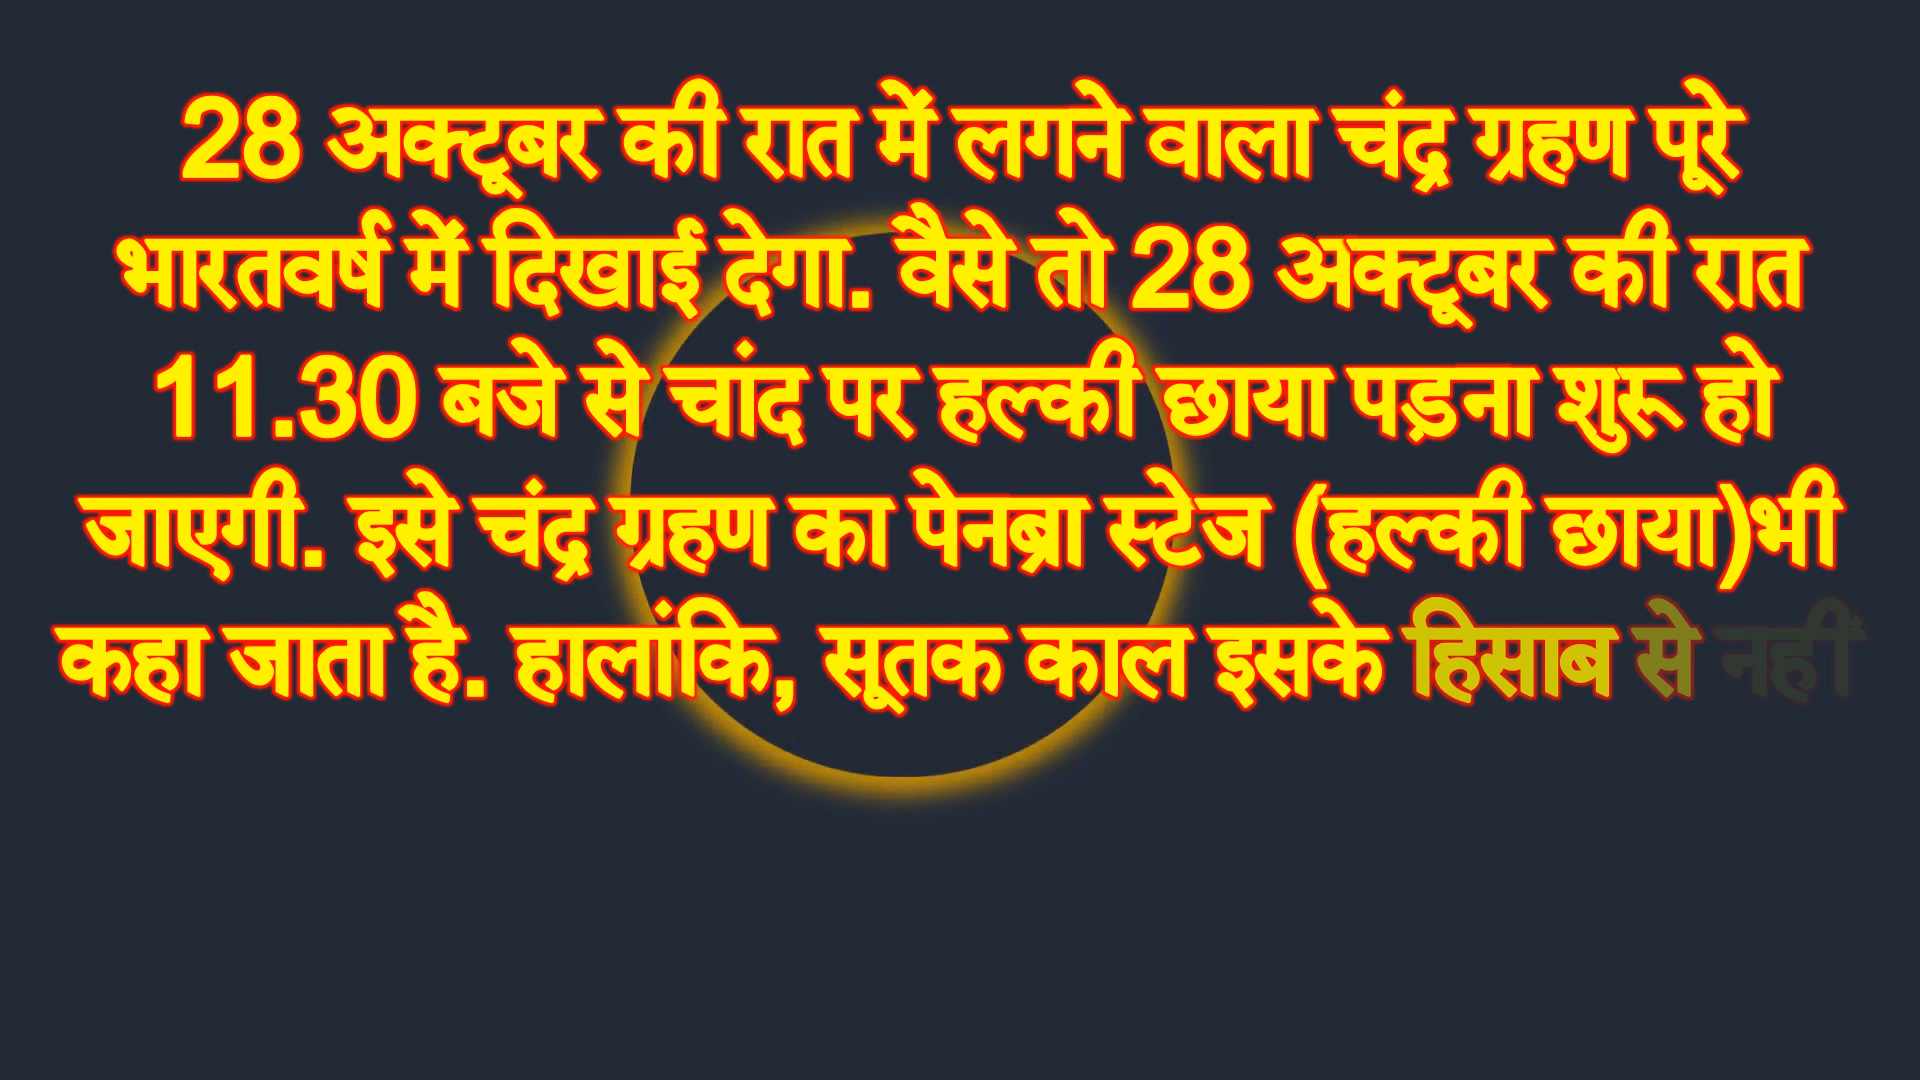 28 अक्टूबर की रात में लगने वाला चंद्र ग्रहण पूरे
भारतवर्ष में दिखाई देगा. वैसे तो 28 अक्टूबर की रात
11.30 बजे से चांद पर हल्की छाया पड़ना शुरू हो
जाएगी. इसे चंद्र ग्रहण का पेनब्रा स्टेज (हल्की छाया)भी
कहा जाता है. हालांकि, सूतक काल इसके हिसाब से नहीं